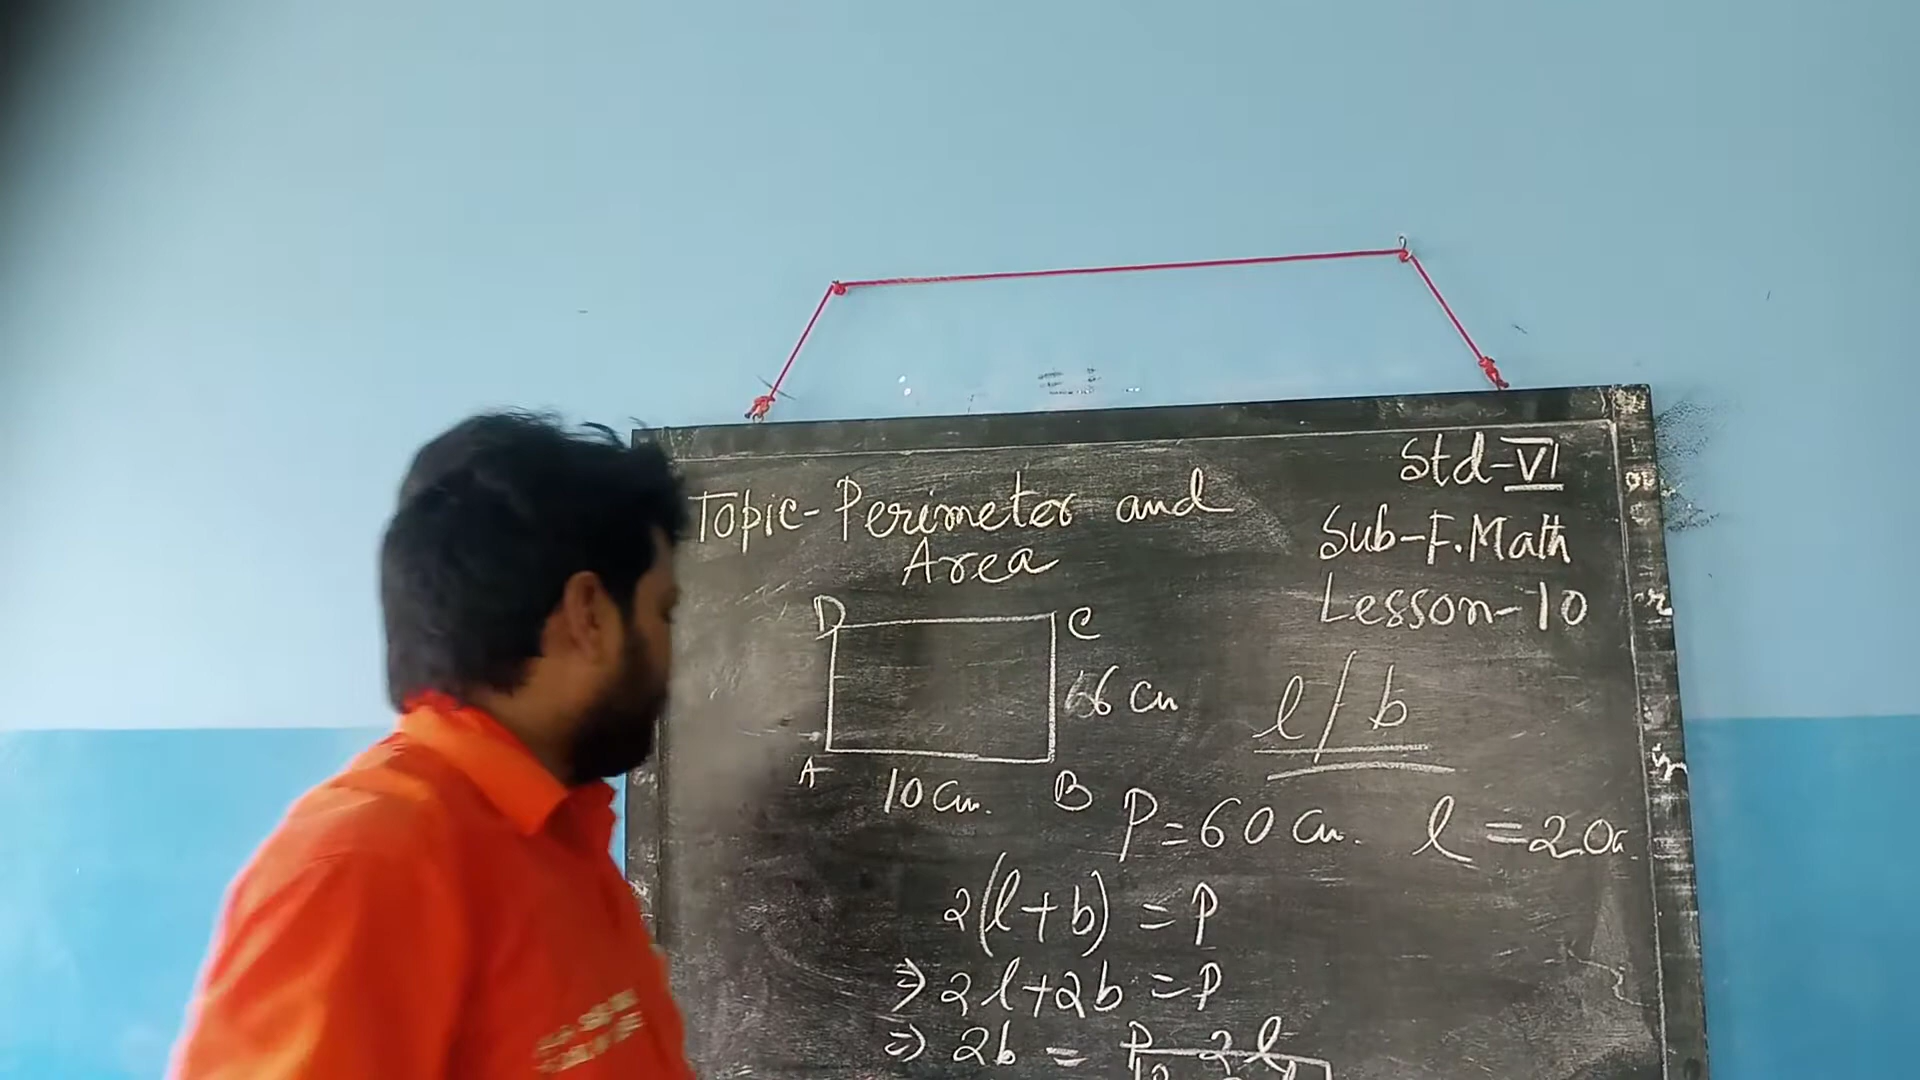 Std-VI
Topic-Perimeter and
Area
Sub-F.Math
Lesson-10
D
C
6 cm
l/b
A
10 cm.
B
P=60 cm.
l=20
2(l+b) = P
⇒ 2l+2b = P
⇒ 2b = P-2l